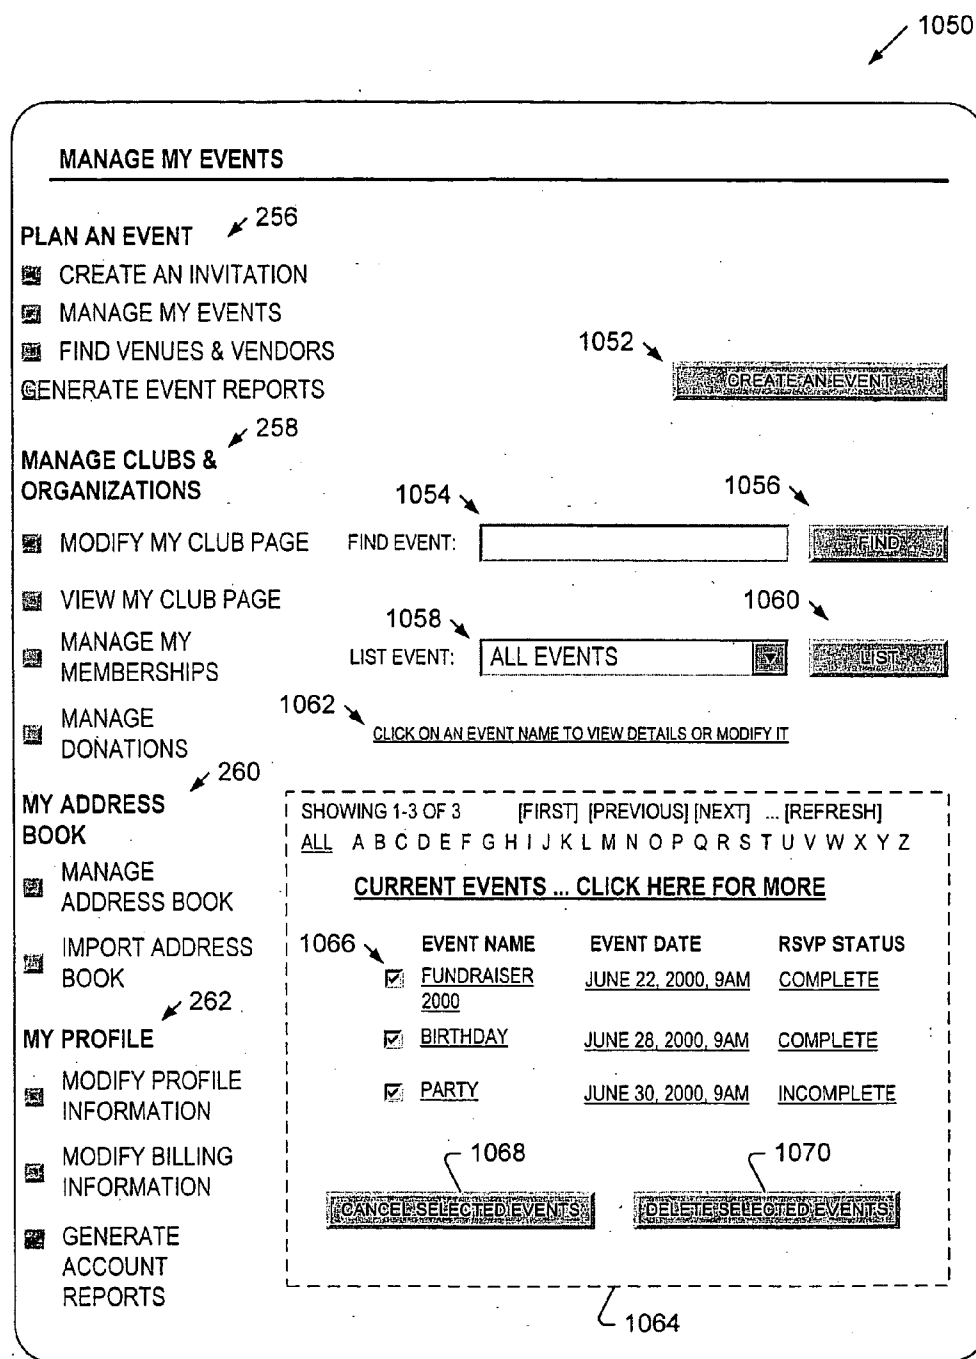 1050
MANAGE MY EVENTS
PLAN AN EVENT
256
CREATE AN INVITATION
MANAGE MY EVENTS
FIND VENUES & VENDORS
GENERATE EVENT REPORTS
1052
CREATE AN EVENT
258
MANAGE CLUBS &
ORGANIZATIONS
MODIFY MY CLUB PAGE
VIEW MY CLUB PAGE
MANAGE MY
MEMBERSHIPS
MANAGE
DONATIONS
1054
1056
FIND EVENT:
FIND
1058
1060
LIST EVENT:
ALL EVENTS
LIST
1062
CLICK ON AN EVENT NAME TO VIEW DETAILS OR MODIFY IT
260
MY ADDRESS
BOOK
MANAGE
ADDRESS BOOK
IMPORT ADDRESS
BOOK
262
MY PROFILE
MODIFY PROFILE
INFORMATION
MODIFY BILLING
INFORMATION
GENERATE
ACCOUNT
REPORTS
SHOWING 1-3 OF 3 [FIRST] [PREVIOUS] [NEXT] ... [REFRESH]
ALL A B C D E F G H I J K L M N O P Q R S T U V W X Y Z
CURRENT EVENTS ... CLICK HERE FOR MORE
1066
EVENT NAME EVENT DATE RSVP STATUS
FUNDRAISER JUNE 22, 2000, 9AM COMPLETE
2000
BIRTHDAY JUNE 28, 2000, 9AM COMPLETE
PARTY JUNE 30, 2000, 9AM INCOMPLETE
1068
1070
CANCEL SELECTED EVENTS
DELETE SELECTED EVENTS
1064